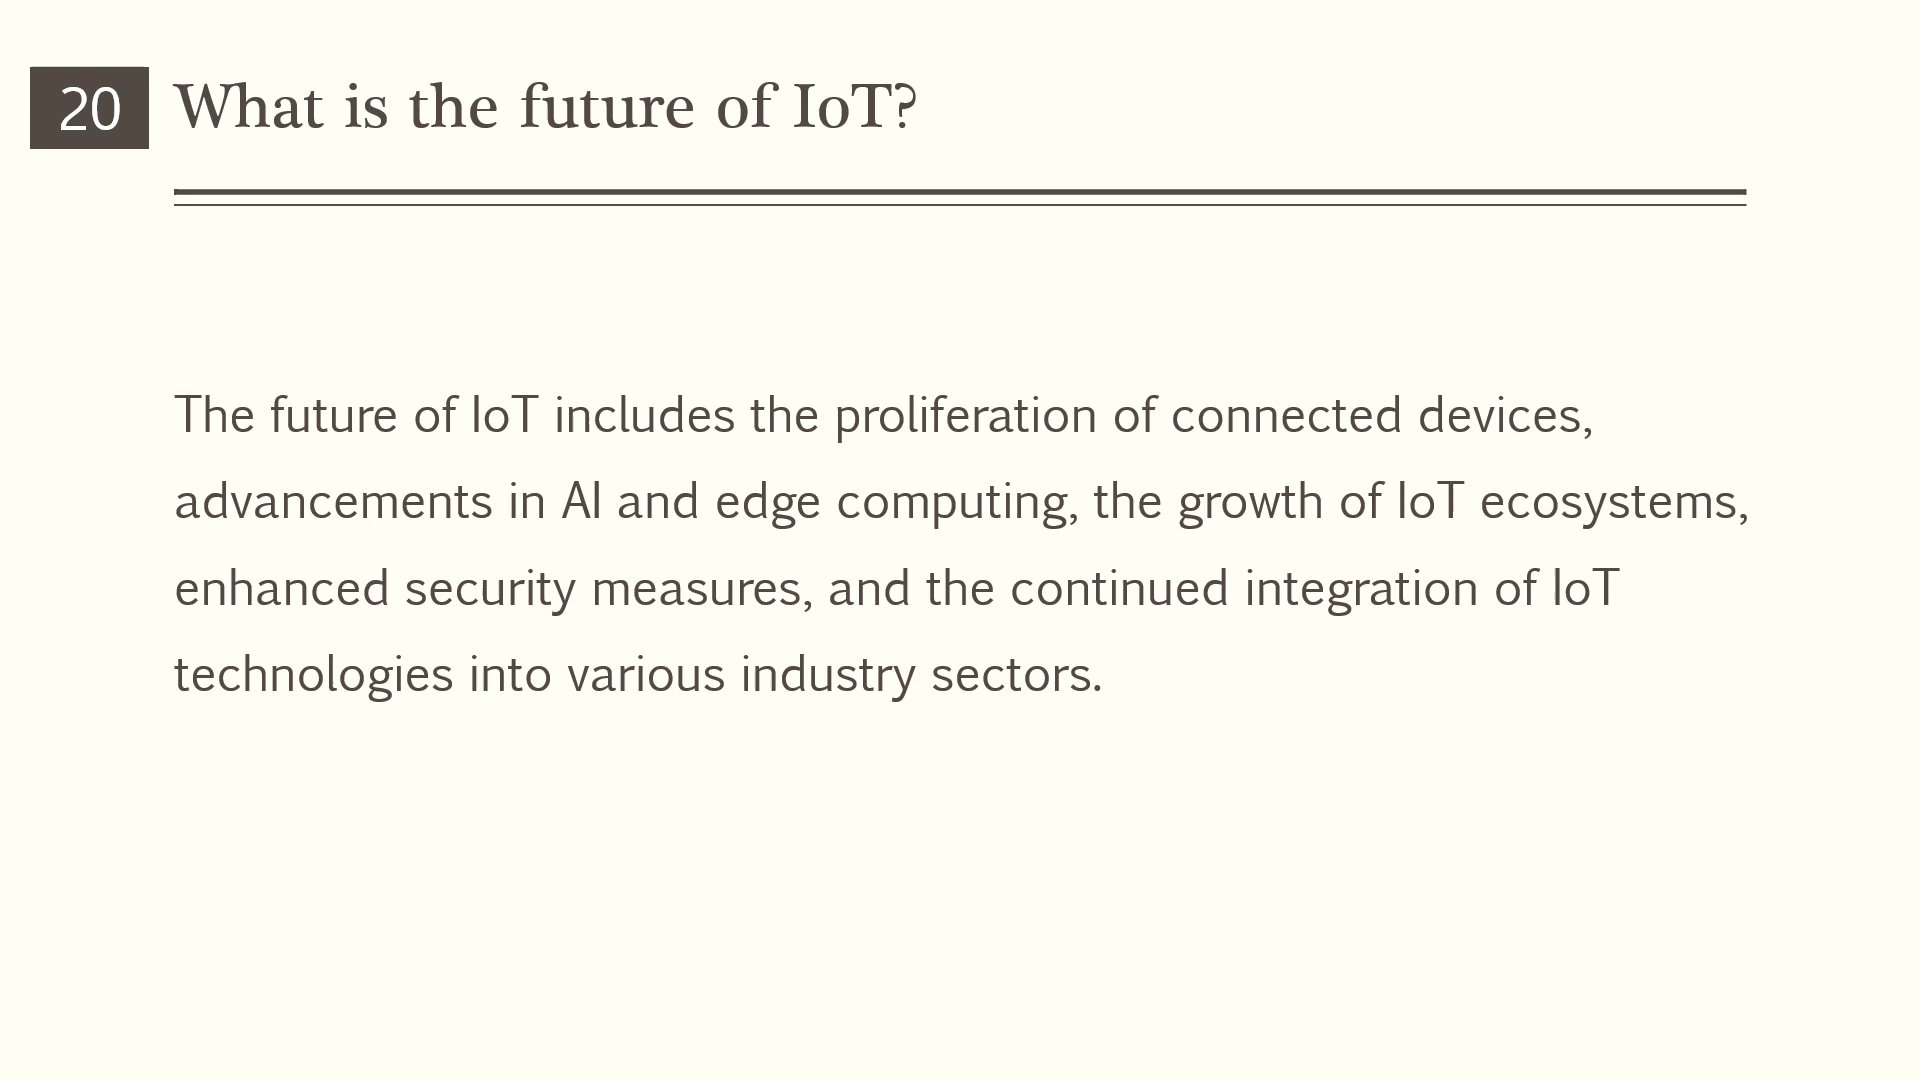 20
What is the future of IoT?
The future of IoT includes the proliferation of connected devices,
advancements in AI and edge computing, the growth of IoT ecosystems,
enhanced security measures, and the continued integration of IoT
technologies into various industry sectors.